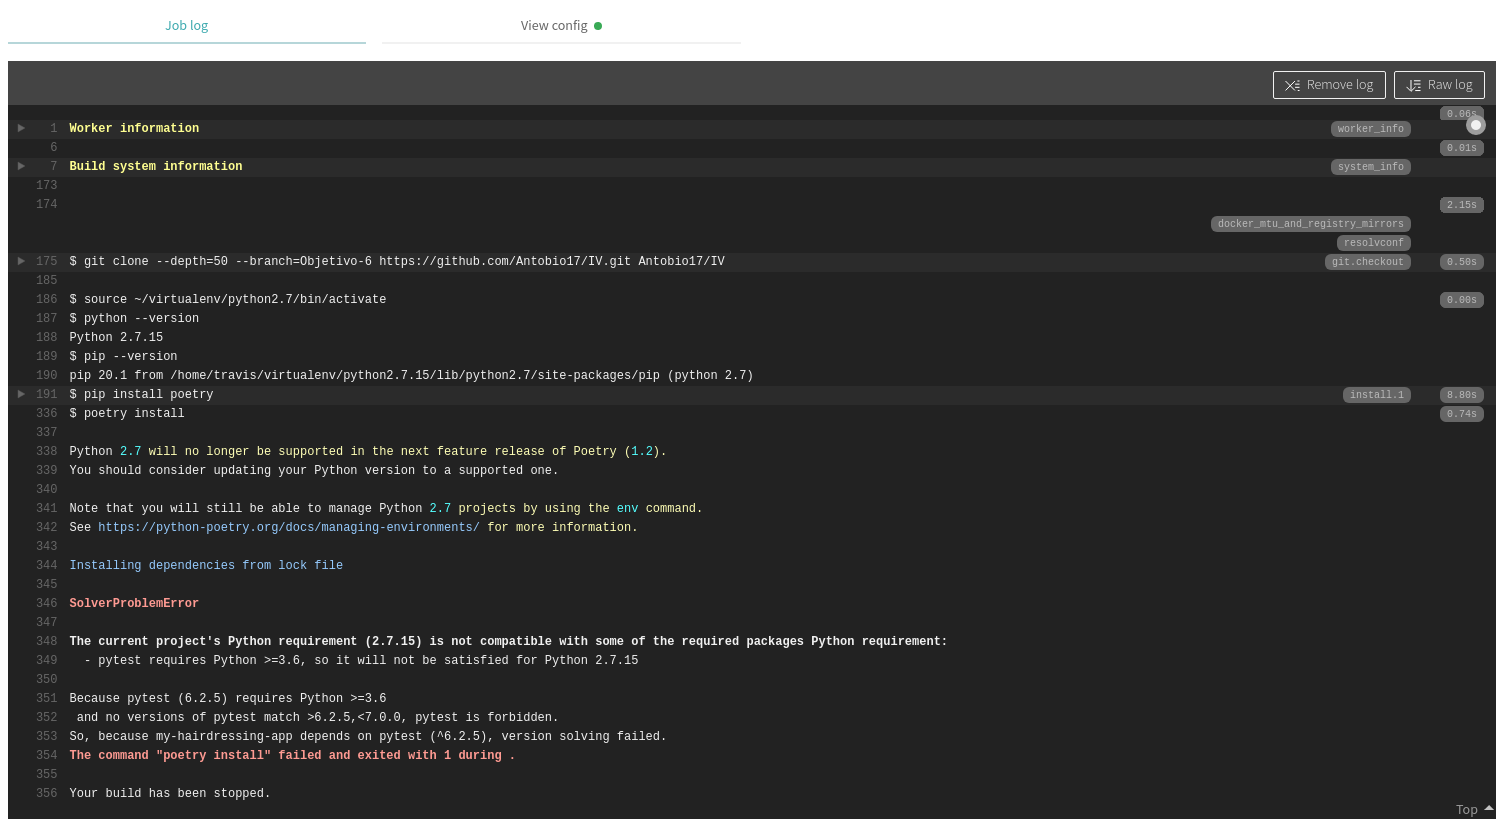 Job log
View config
Remove log
Raw log
0.06s
1 Worker information worker_info
6 0.01s
7 Build system information system_info
173
174 2.15s
docker_mtu_and_registry_mirrors
resolvconf
175 $ git clone --depth=50 --branch=Objetivo-6 https://github.com/Antobio17/IV.git Antobio17/IV git.checkout 0.50s
185
186 $ source ~/virtualenv/python2.7/bin/activate 0.00s
187 $ python --version
188 Python 2.7.15
189 $ pip --version
190 pip 20.1 from /home/travis/virtualenv/python2.7.15/lib/python2.7/site-packages/pip (python 2.7)
191 $ pip install poetry install.1 8.80s
336 $ poetry install 0.74s
337
338 Python 2.7 will no longer be supported in the next feature release of Poetry (1.2).
339 You should consider updating your Python version to a supported one.
340
341 Note that you will still be able to manage Python 2.7 projects by using the env command.
342 See https://python-poetry.org/docs/managing-environments/ for more information.
343
344 Installing dependencies from lock file
345
346 SolverProblemError
347
348 The current project's Python requirement (2.7.15) is not compatible with some of the required packages Python requirement:
349 - pytest requires Python >=3.6, so it will not be satisfied for Python 2.7.15
350
351 Because pytest (6.2.5) requires Python >=3.6
352 and no versions of pytest match >6.2.5,<7.0.0, pytest is forbidden.
353 So, because my-hairdressing-app depends on pytest (^6.2.5), version solving failed.
354 The command "poetry install" failed and exited with 1 during .
355
356 Your build has been stopped.
Top